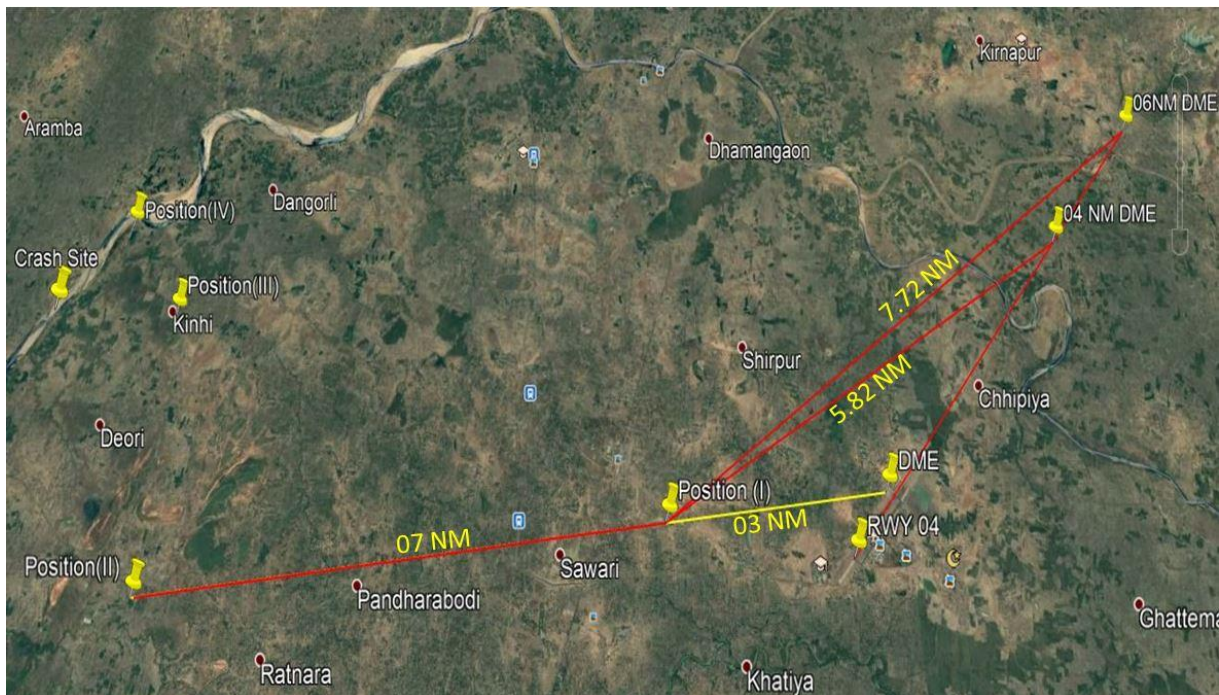 Kirnapur
06NM DME
Aramba
Dhamangaon
Dangorli
Position(IV)
04 NM DME
Crash Site
Position(III)
Kinhi
7.72 NM
Shirpur
5.82 NM
Chhipiya
Deori
DME
Position (I)
03 NM
RWY 04
07 NM
Sawari
Position(II)
Pandharabodi
Ghattema
Ratnara
Khatiya